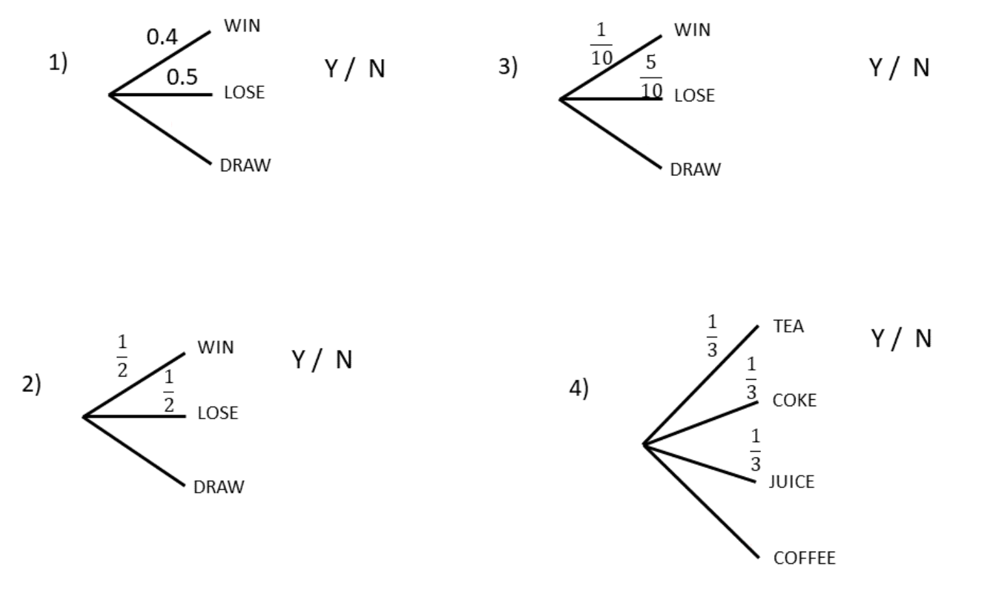 1)
0.4
WIN
0.5
LOSE
DRAW
Y / N
3)
1/10
WIN
5/10
LOSE
DRAW
Y / N
2)
1/2
WIN
1/2
LOSE
DRAW
Y / N
4)
1/3
TEA
1/3
COKE
1/3
JUICE
COFFEE
Y / N